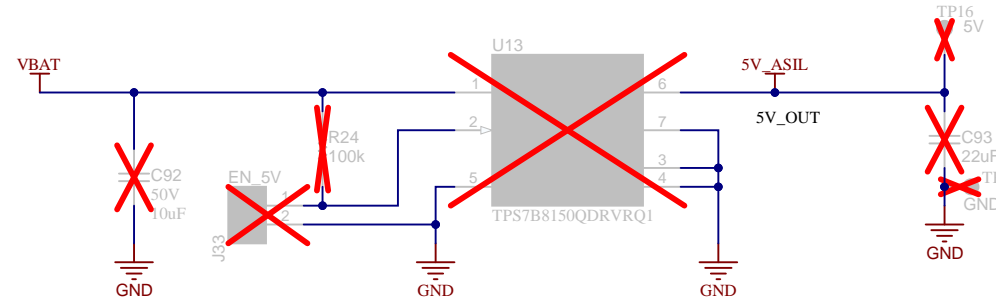 TP16
5V
U13
VBAT
5V_ASIL
1
6
5V_OUT
2
7
R24
100k
C93
22uF
3
C92
50V
10uF
EN_5V
5
4
1
2
TPS7B8150QDRVRQ1
J33
GND
GND
GND
GND
GND